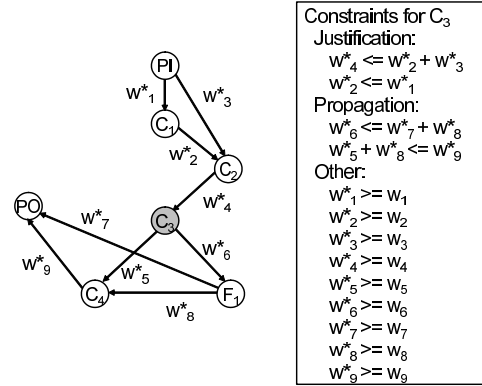 PI
w*1
w*3
C1
w*2
C2
w*4
PO
C3
w*7
w*6
w*5
w*9
C4
F1
w*8
Constraints for C3
Justification:
w*4 <= w*2 + w*3
w*2 <= w*1
Propagation:
w*6 <= w*7 + w*8
w*5 + w*8 <= w*9
Other:
w*1 >= w1
w*2 >= w2
w*3 >= w3
w*4 >= w4
w*5 >= w5
w*6 >= w6
w*7 >= w7
w*8 >= w8
w*9 >= w9